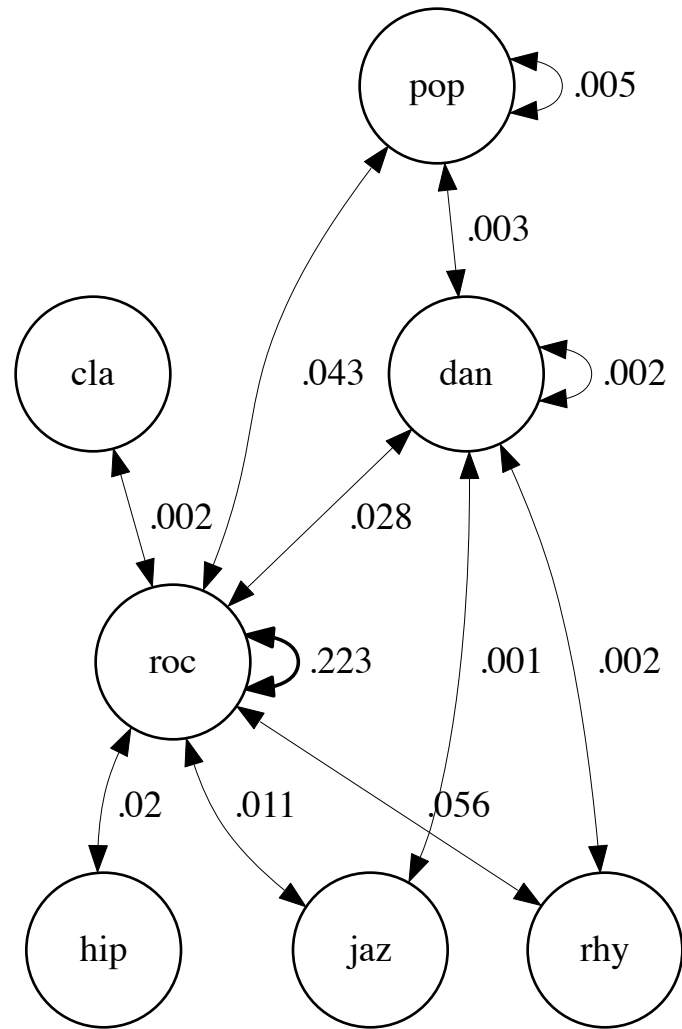 pop
.005
.003
cla
.043
dan
.002
.002
.028
roc
.223
.001
.002
.02
.011
.056
hip
jaz
rhy